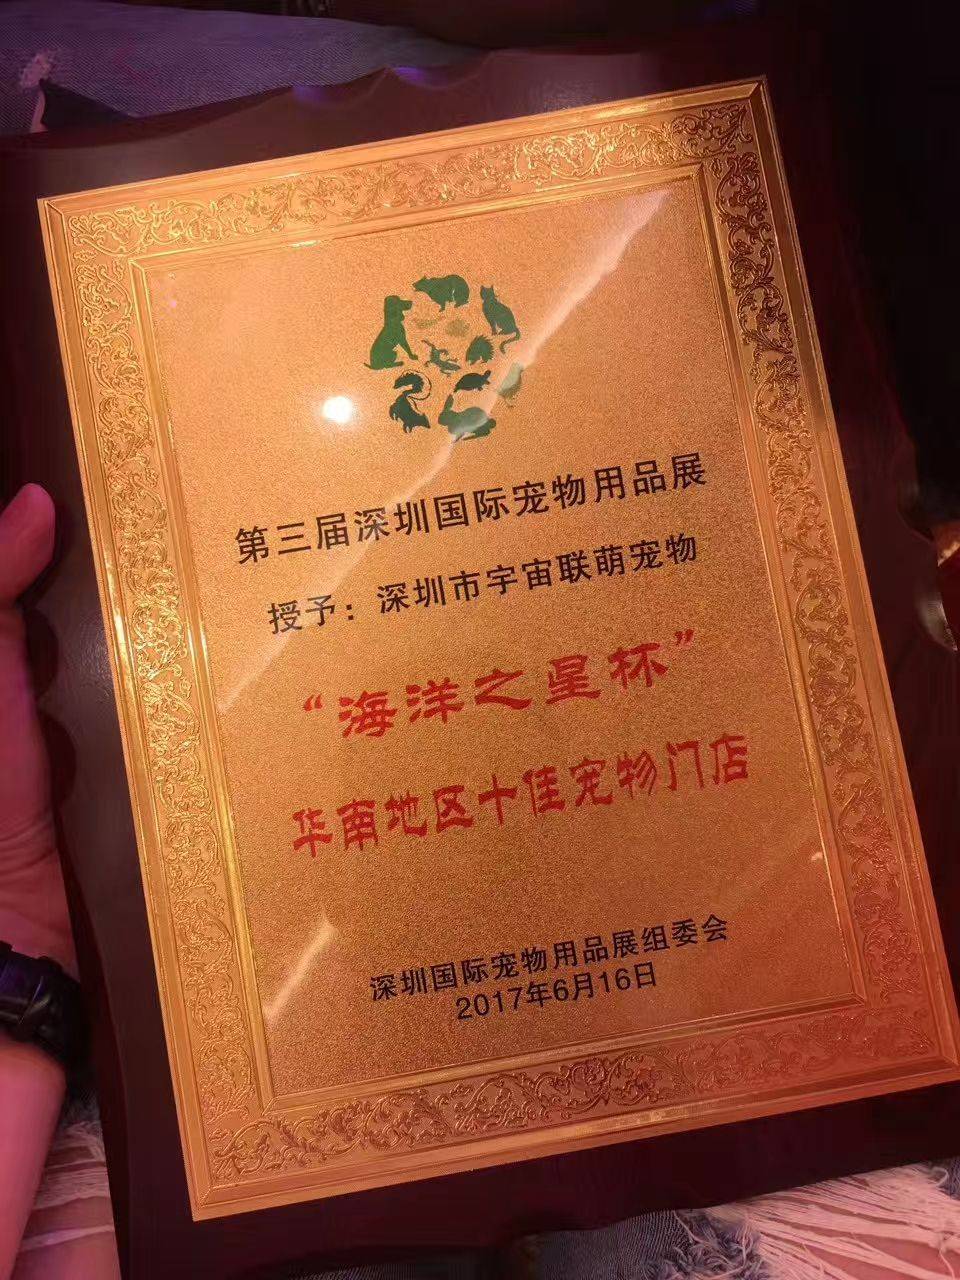 第三届深圳国际宠物用品展
授予：深圳市宇宙联萌宠物
“海洋之星杯”
华南地区十佳宠物门店
深圳国际宠物用品展组委会
2017年6月16日